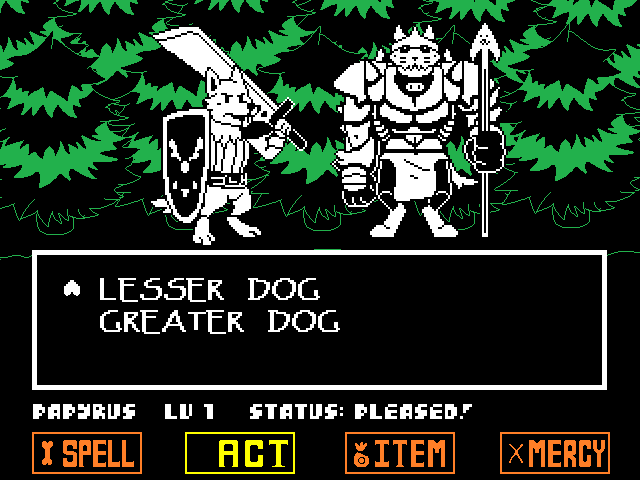 LESSER DOG
GREATER DOG
PAPYRUS LV 1 STATUS: PLEASED!
SPELL ACT ITEM MERCY